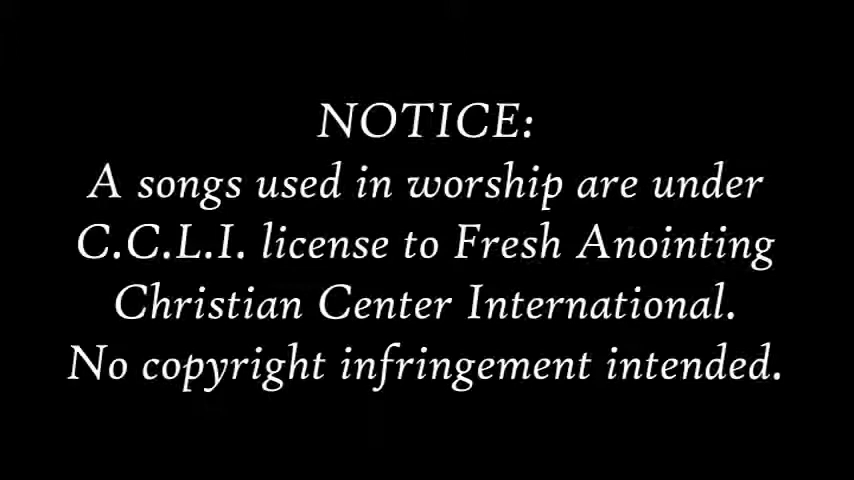 NOTICE:
A songs used in worship are under
C.C.L.I. license to Fresh Anointing
Christian Center International.
No copyright infringement intended.